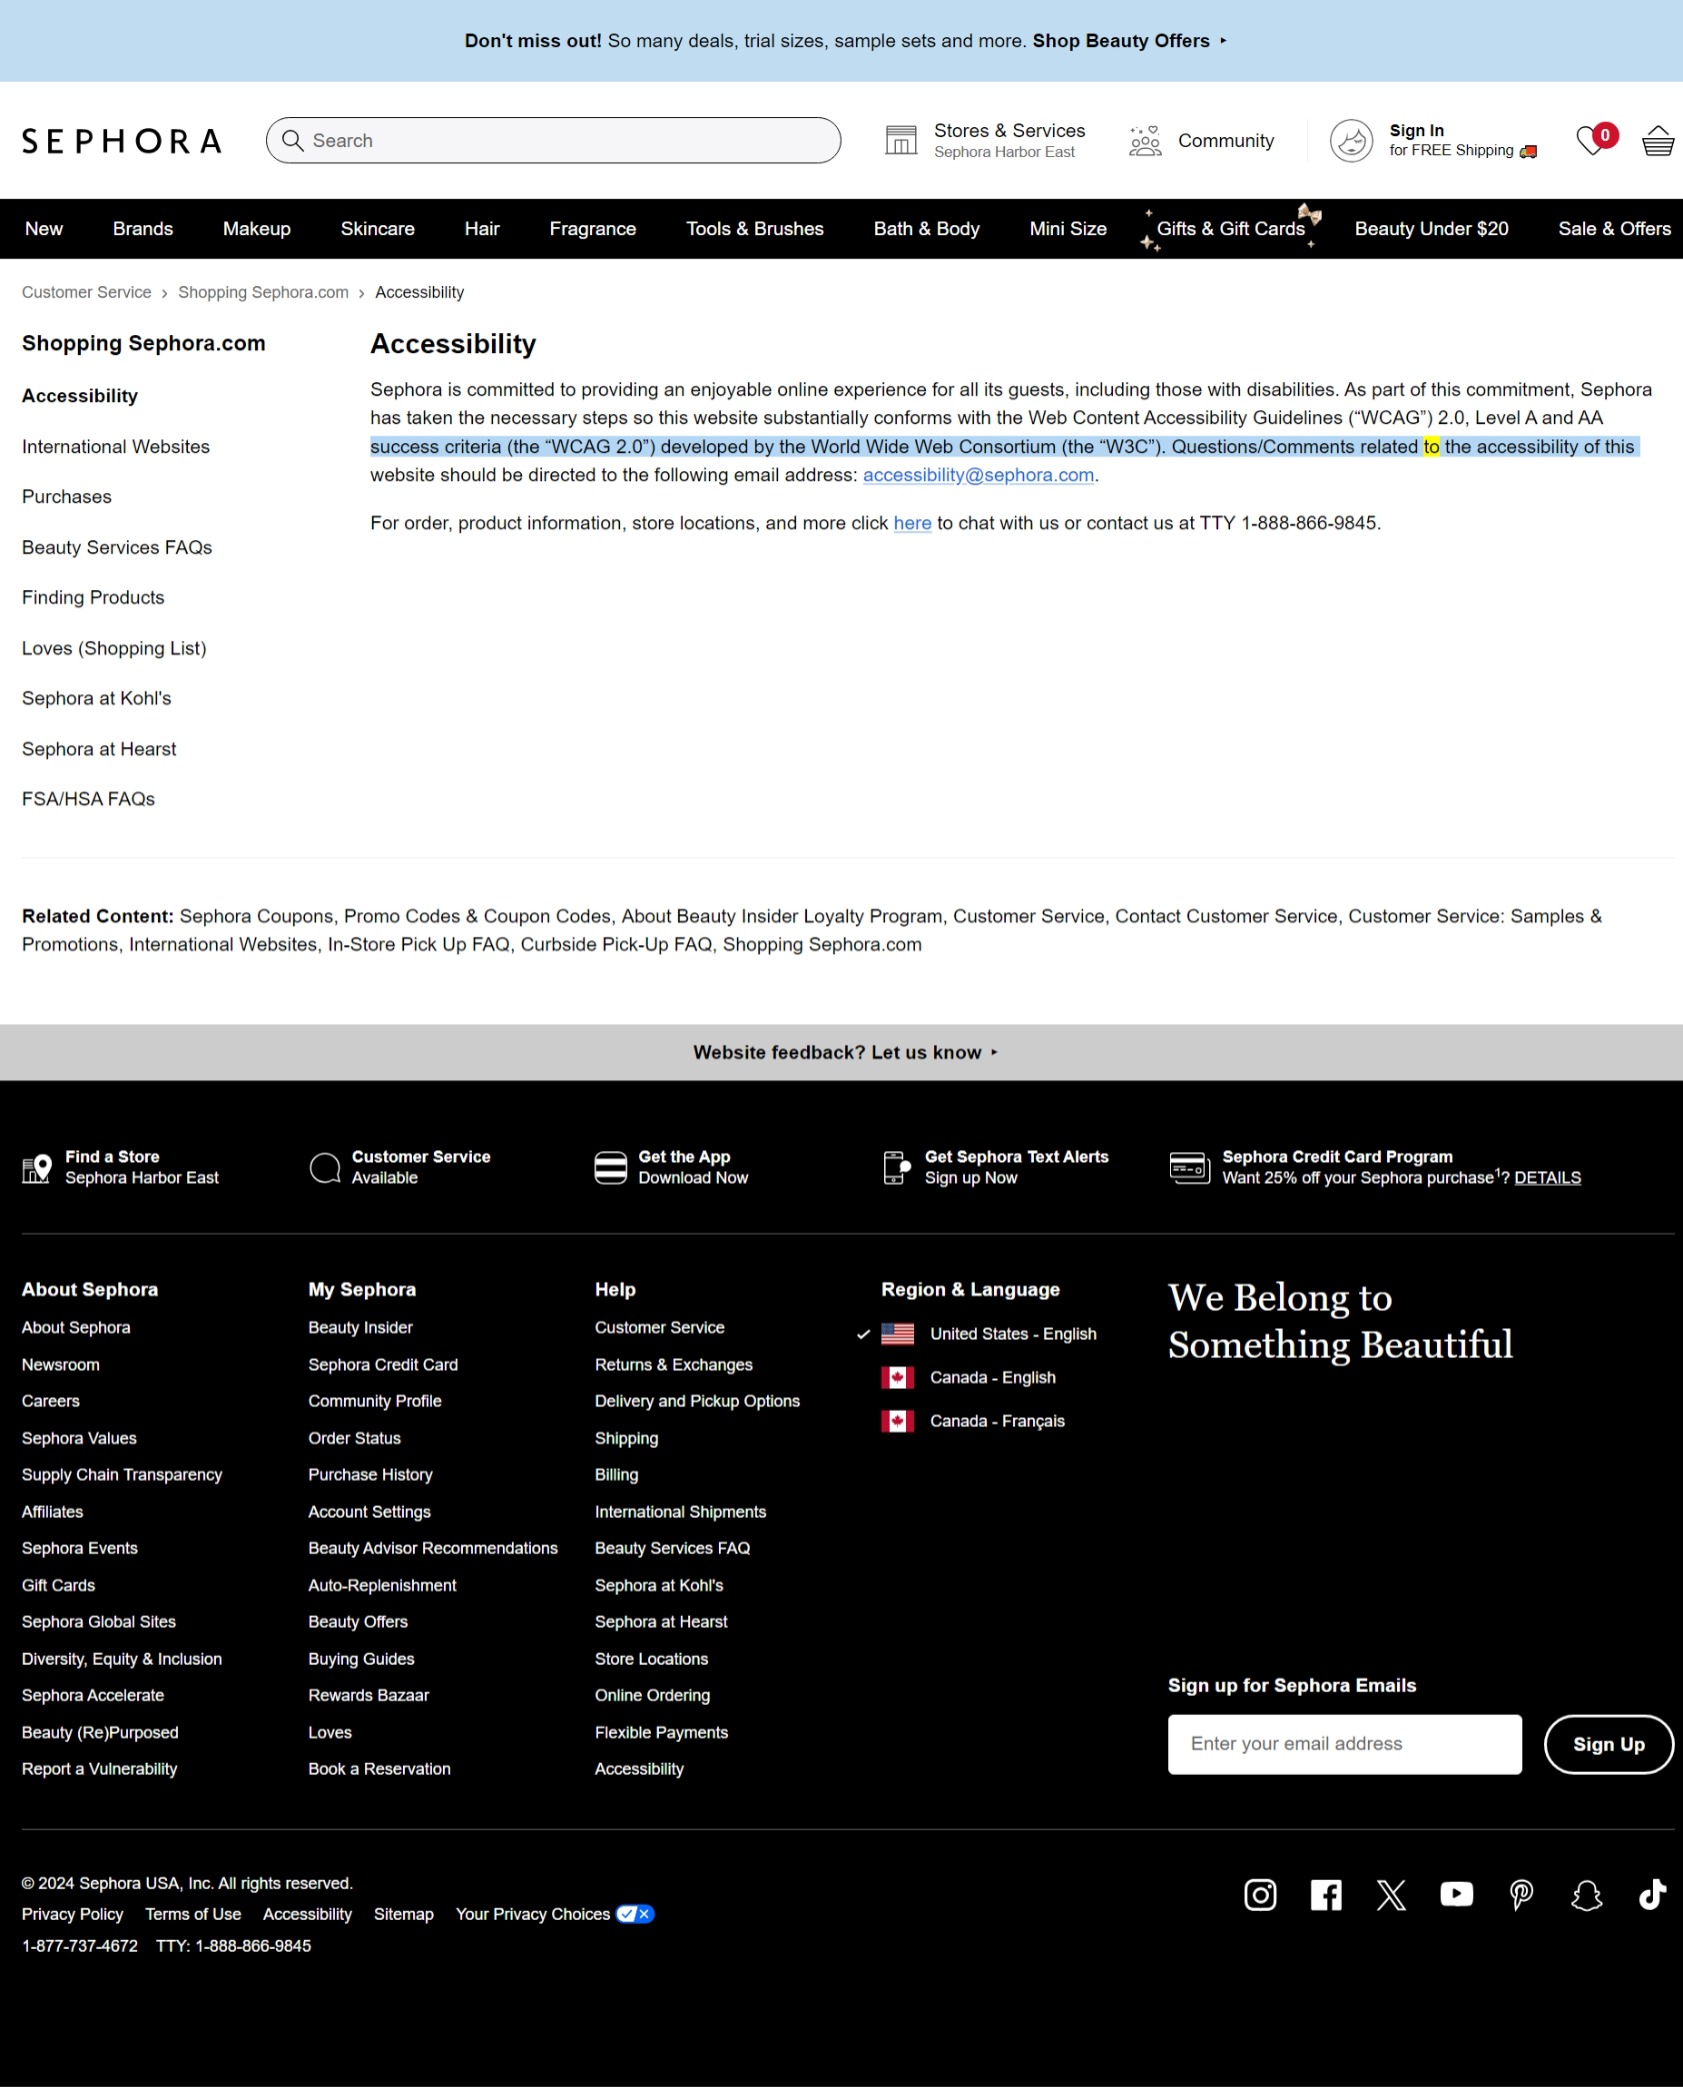 Don't miss out! So many deals, trial sizes, sample sets and more. Shop Beauty Offers ▸
SEPHORA
Search
Stores & Services
Sephora Harbor East
Community
Sign In
for FREE Shipping
0
New
Brands
Makeup
Skincare
Hair
Fragrance
Tools & Brushes
Bath & Body
Mini Size
Gifts & Gift Cards
Beauty Under $20
Sale & Offers
Customer Service › Shopping Sephora.com › Accessibility
Shopping Sephora.com
Accessibility
International Websites
Purchases
Beauty Services FAQs
Finding Products
Loves (Shopping List)
Sephora at Kohl's
Sephora at Hearst
FSA/HSA FAQs
Accessibility
Sephora is committed to providing an enjoyable online experience for all its guests, including those with disabilities. As part of this commitment, Sephora
has taken the necessary steps so this website substantially conforms with the Web Content Accessibility Guidelines (“WCAG”) 2.0, Level A and AA
success criteria (the “WCAG 2.0”) developed by the World Wide Web Consortium (the “W3C”). Questions/Comments related to the accessibility of this
website should be directed to the following email address: accessibility@sephora.com.
For order, product information, store locations, and more click here to chat with us or contact us at TTY 1-888-866-9845.
Related Content: Sephora Coupons, Promo Codes & Coupon Codes, About Beauty Insider Loyalty Program, Customer Service, Contact Customer Service, Customer Service: Samples &
Promotions, International Websites, In-Store Pick Up FAQ, Curbside Pick-Up FAQ, Shopping Sephora.com
Website feedback? Let us know ▸
Find a Store
Sephora Harbor East
Customer Service
Available
Get the App
Download Now
Get Sephora Text Alerts
Sign up Now
Sephora Credit Card Program
Want 25% off your Sephora purchase¹? DETAILS
About Sephora
About Sephora
Newsroom
Careers
Sephora Values
Supply Chain Transparency
Affiliates
Sephora Events
Gift Cards
Sephora Global Sites
Diversity, Equity & Inclusion
Sephora Accelerate
Beauty (Re)Purposed
Report a Vulnerability
My Sephora
Beauty Insider
Sephora Credit Card
Community Profile
Order Status
Purchase History
Account Settings
Beauty Advisor Recommendations
Auto-Replenishment
Beauty Offers
Buying Guides
Rewards Bazaar
Loves
Book a Reservation
Help
Customer Service
Returns & Exchanges
Delivery and Pickup Options
Shipping
Billing
International Shipments
Beauty Services FAQ
Sephora at Kohl's
Sephora at Hearst
Store Locations
Online Ordering
Flexible Payments
Accessibility
Region & Language
United States - English
Canada - English
Canada - Français
We Belong to
Something Beautiful
Sign up for Sephora Emails
Enter your email address
Sign Up
© 2024 Sephora USA, Inc. All rights reserved.
Privacy Policy Terms of Use Accessibility Sitemap Your Privacy Choices
1-877-737-4672 TTY: 1-888-866-9845